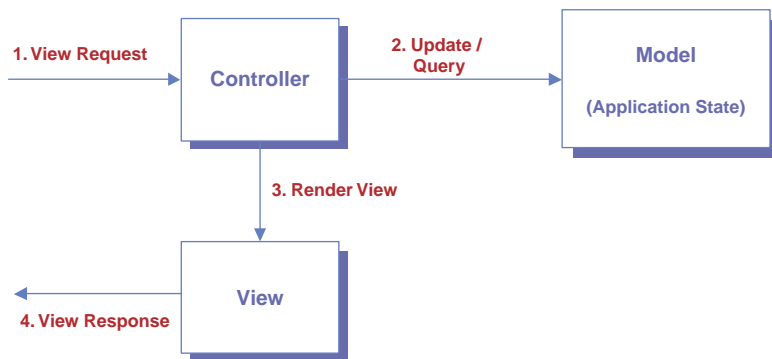 1. View Request
2. Update /
Query
Controller
Model
(Application State)
3. Render View
View
4. View Response